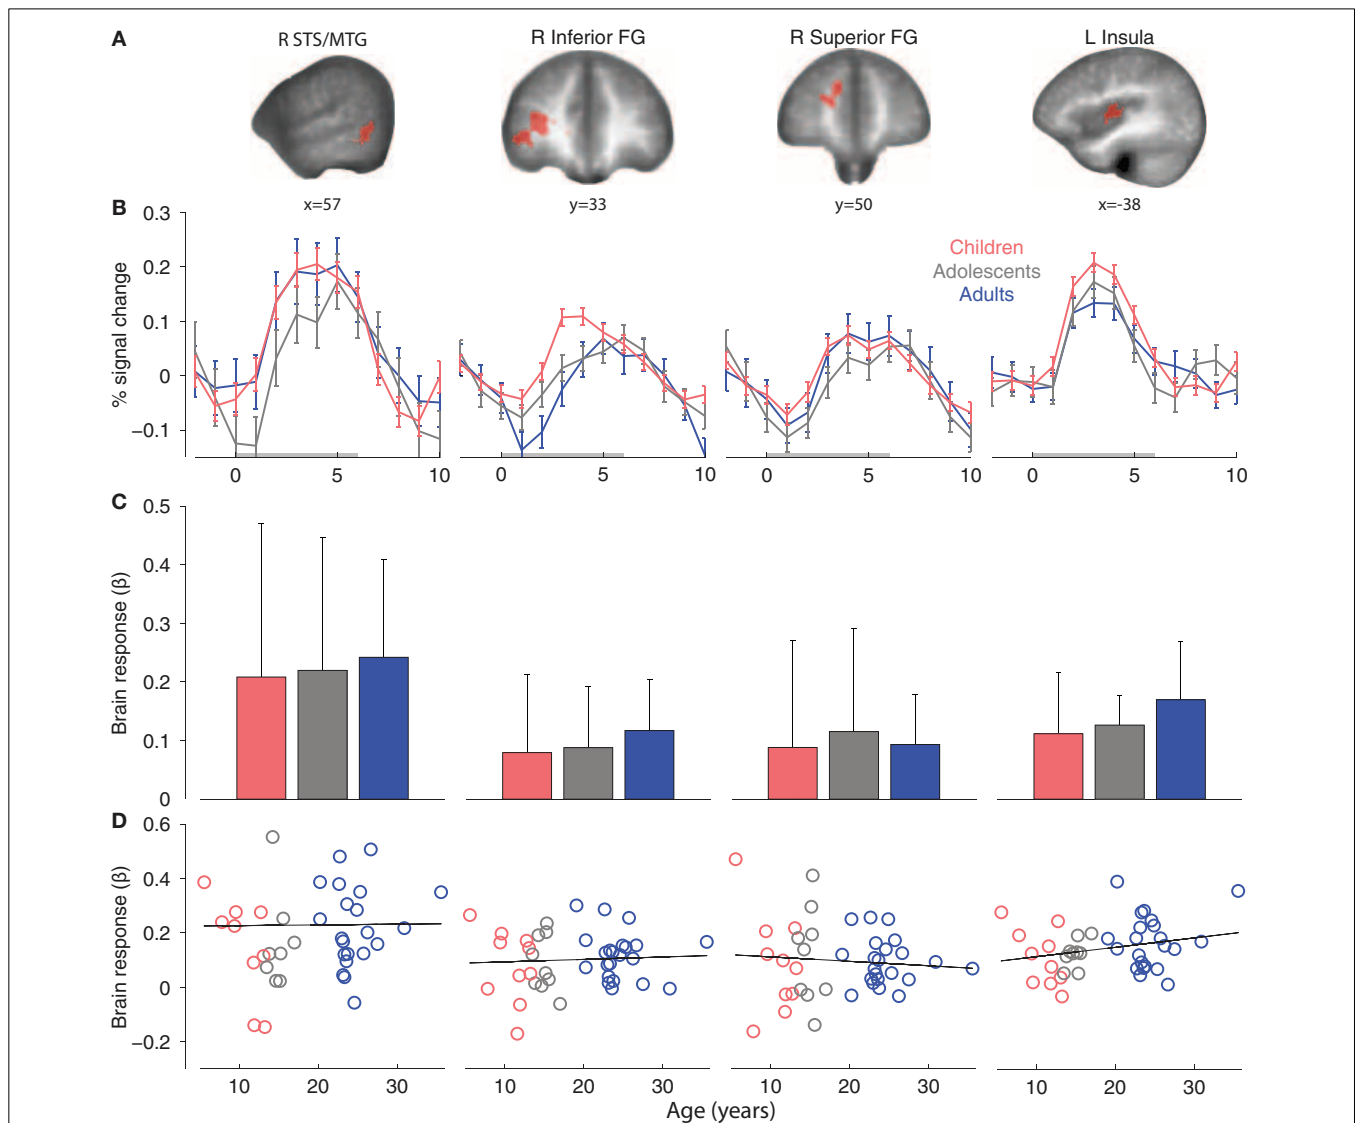 A
R STS/MTG R Inferior FG R Superior FG L Insula
x=57 y=33 y=50 x=-38
B
0.3
0.2
0.1
0
−0.1
% signal change
Children
Adolescents
Adults
0 5 10 0 5 10 0 5 10 0 5 10
C
0.5
0.4
0.3
0.2
0.1
0
Brain response (β)
D
0.6
0.4
0.2
0
−0.2
Brain response (β)
10 20 30 10 20 30 10 20 30 10 20 30
Age (years)